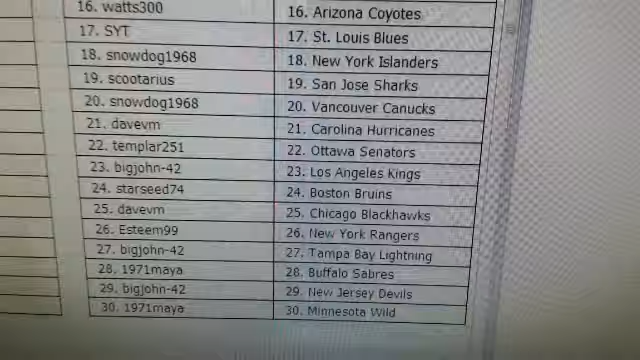 16. watts300 16. Arizona Coyotes
17. SYT 17. St. Louis Blues
18. snowdog1968 18. New York Islanders
19. scootarius 19. San Jose Sharks
20. snowdog1968 20. Vancouver Canucks
21. davevm 21. Carolina Hurricanes
22. templar251 22. Ottawa Senators
23. bigjohn-42 23. Los Angeles Kings
24. starseed74 24. Boston Bruins
25. davevm 25. Chicago Blackhawks
26. Esteem99 26. New York Rangers
27. bigjohn-42 27. Tampa Bay Lightning
28. 1971maya 28. Buffalo Sabres
29. bigjohn-42 29. New Jersey Devils
30. 1971maya 30. Minnesota Wild